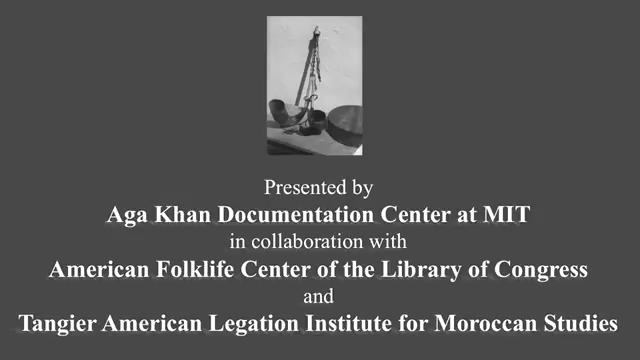 Presented by
Aga Khan Documentation Center at MIT
in collaboration with
American Folklife Center of the Library of Congress
and
Tangier American Legation Institute for Moroccan Studies